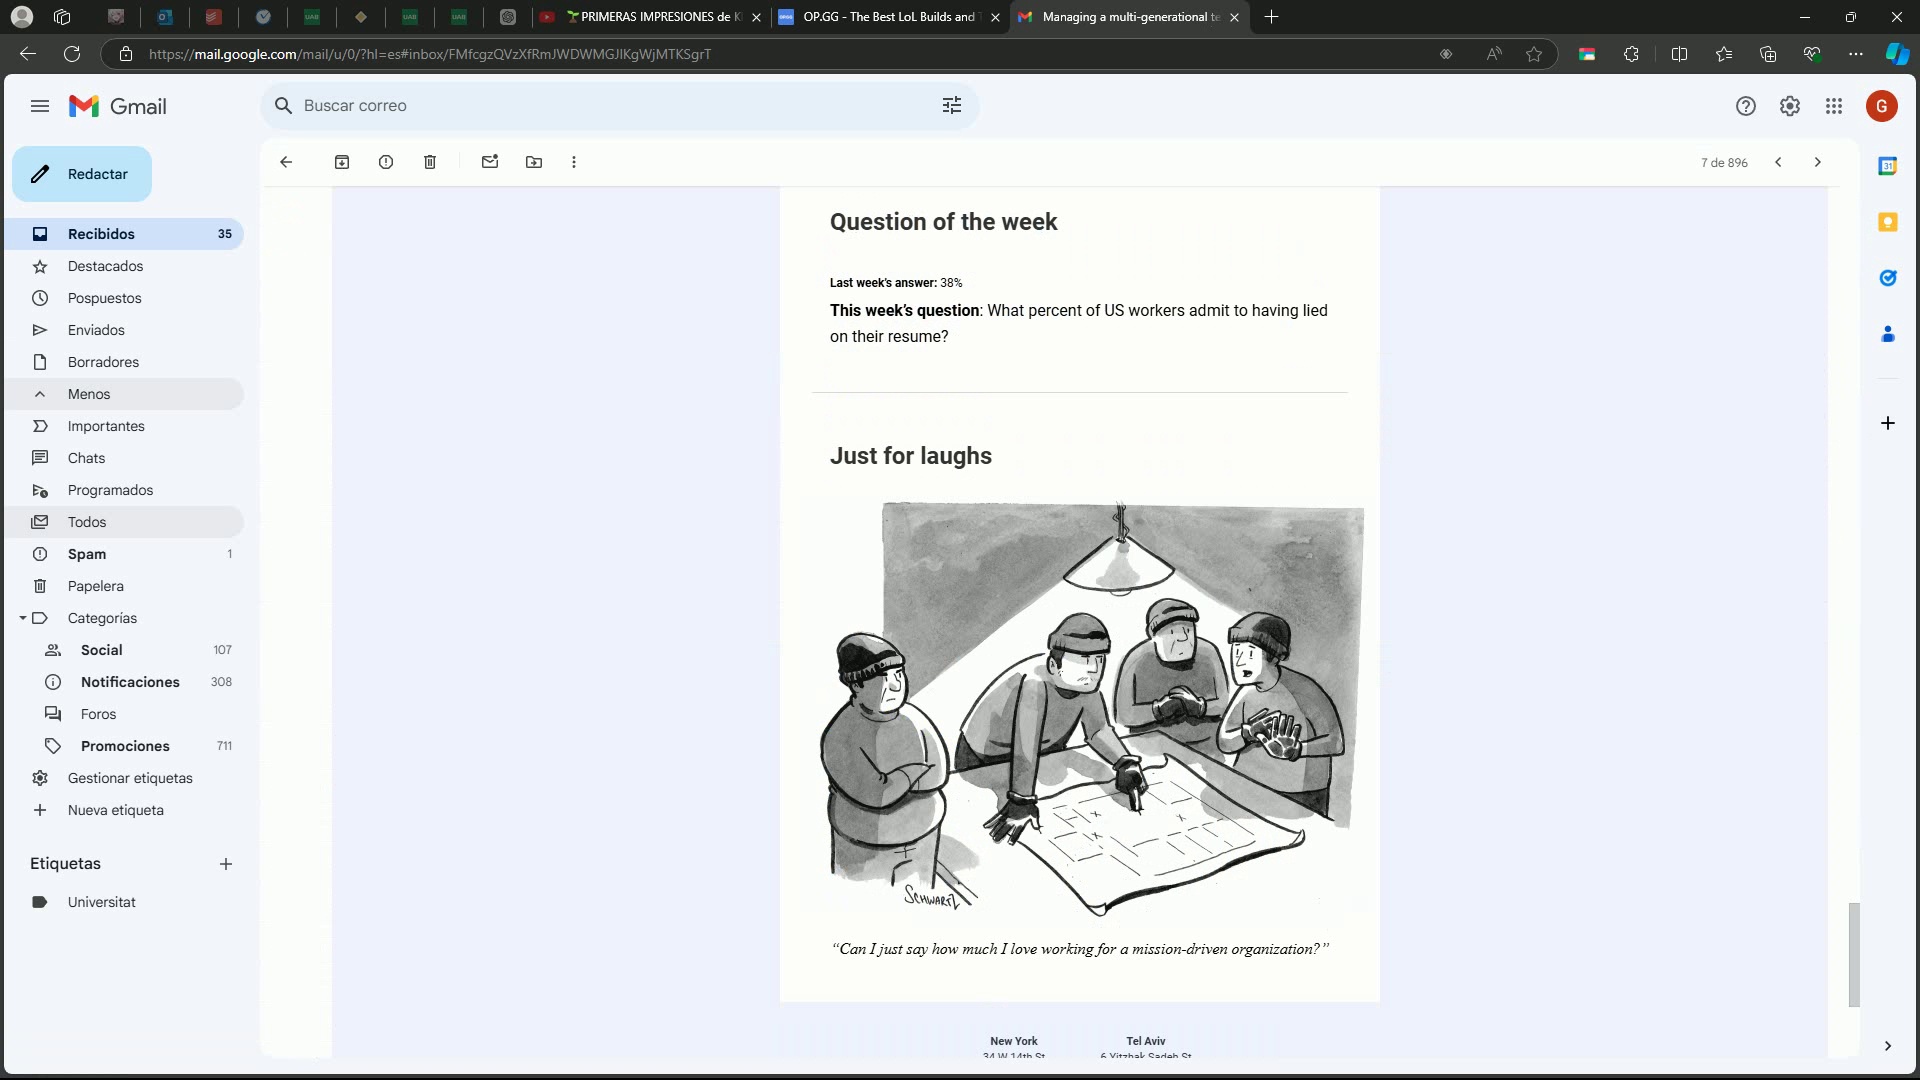 PRIMERAS IMPRESIONES de K
OP.GG - The Best LoL Builds and
Managing a multi-generational te
https://mail.google.com/mail/u/0/?hl=es#inbox/FMfcgzQVzXfRmJWDWMGJlKgWjMTKSgrT
Gmail
Buscar correo
G
Redactar
7 de 896
Recibidos 35
Destacados
Pospuestos
Enviados
Borradores
Menos
Importantes
Chats
Programados
Todos
Spam 1
Papelera
Categorías
Social 107
Notificaciones 308
Foros
Promociones 711
Gestionar etiquetas
Nueva etiqueta
Etiquetas
Universitat
Question of the week
Last week's answer: 38%
This week’s question: What percent of US workers admit to having lied
on their resume?
Just for laughs
SCHWARTZ
“Can I just say how much I love working for a mission-driven organization?”
New York Tel Aviv
34 W 14th St 6 Yitzhak Sadeh St
31